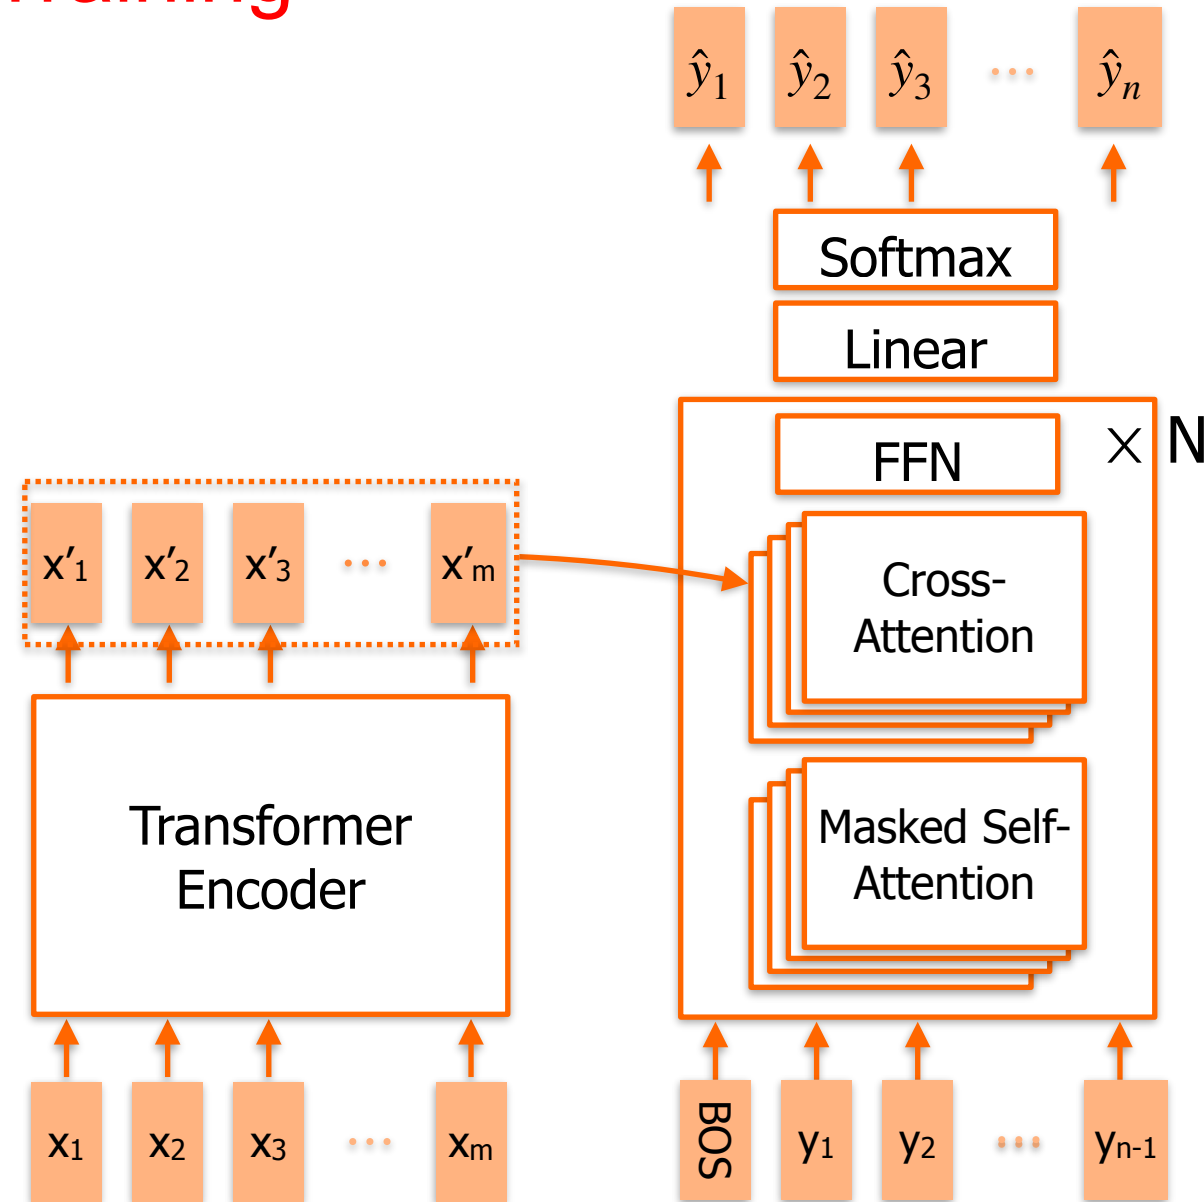 Training
ŷ1 ŷ2 ŷ3 ··· ŷn
Softmax
Linear
FFN
× N
x′1 x′2 x′3 ··· x′m
Cross-
Attention
Transformer
Encoder
Masked Self-
Attention
x1 x2 x3 ··· xm
BOS y1 y2 ··· yn-1